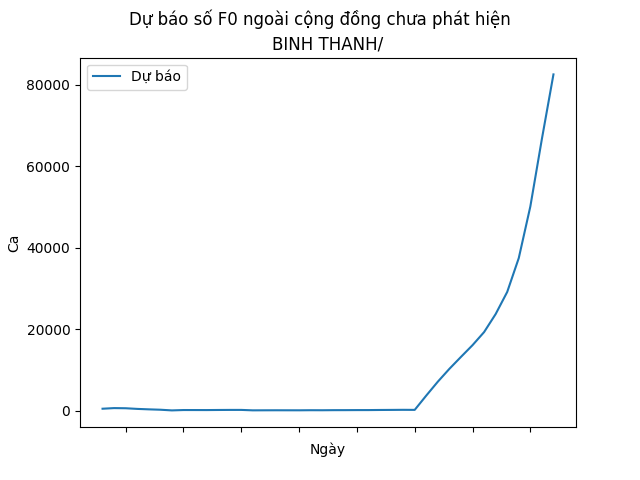 Dự báo số F0 ngoài cộng đồng chưa phát hiện
BINH THANH/
Dự báo
80000
60000
40000
20000
0
Ca
Ngày